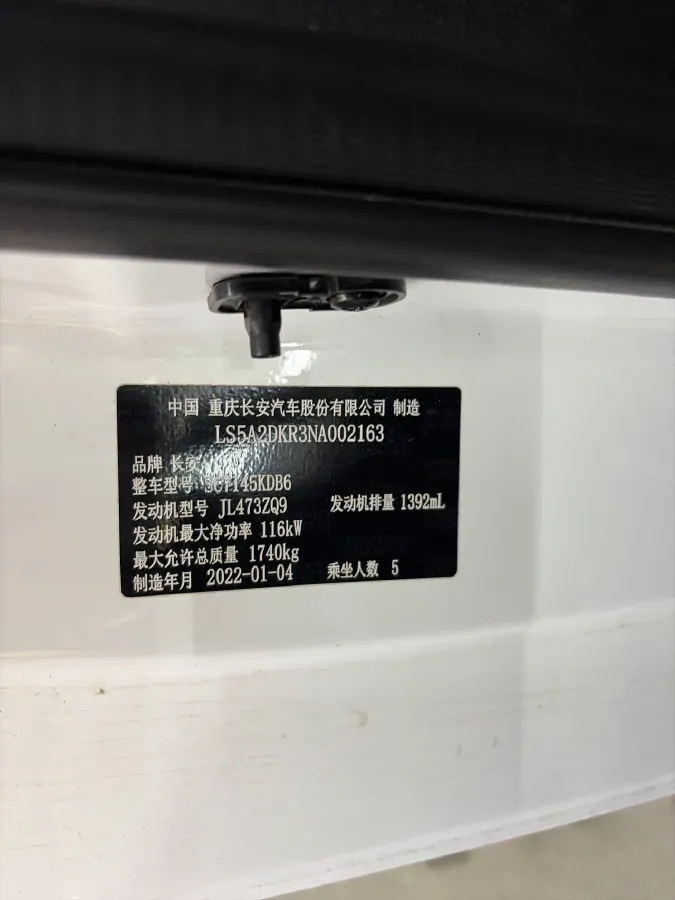 中国 重庆长安汽车股份有限公司 制造
LS5A2DKR3NA002163
品牌 长安
整车型号 SC7145KDB6
发动机型号 JL473ZQ9 发动机排量 1392mL
发动机最大净功率 116kW
最大允许总质量 1740kg
制造年月 2022-01-04 乘坐人数 5